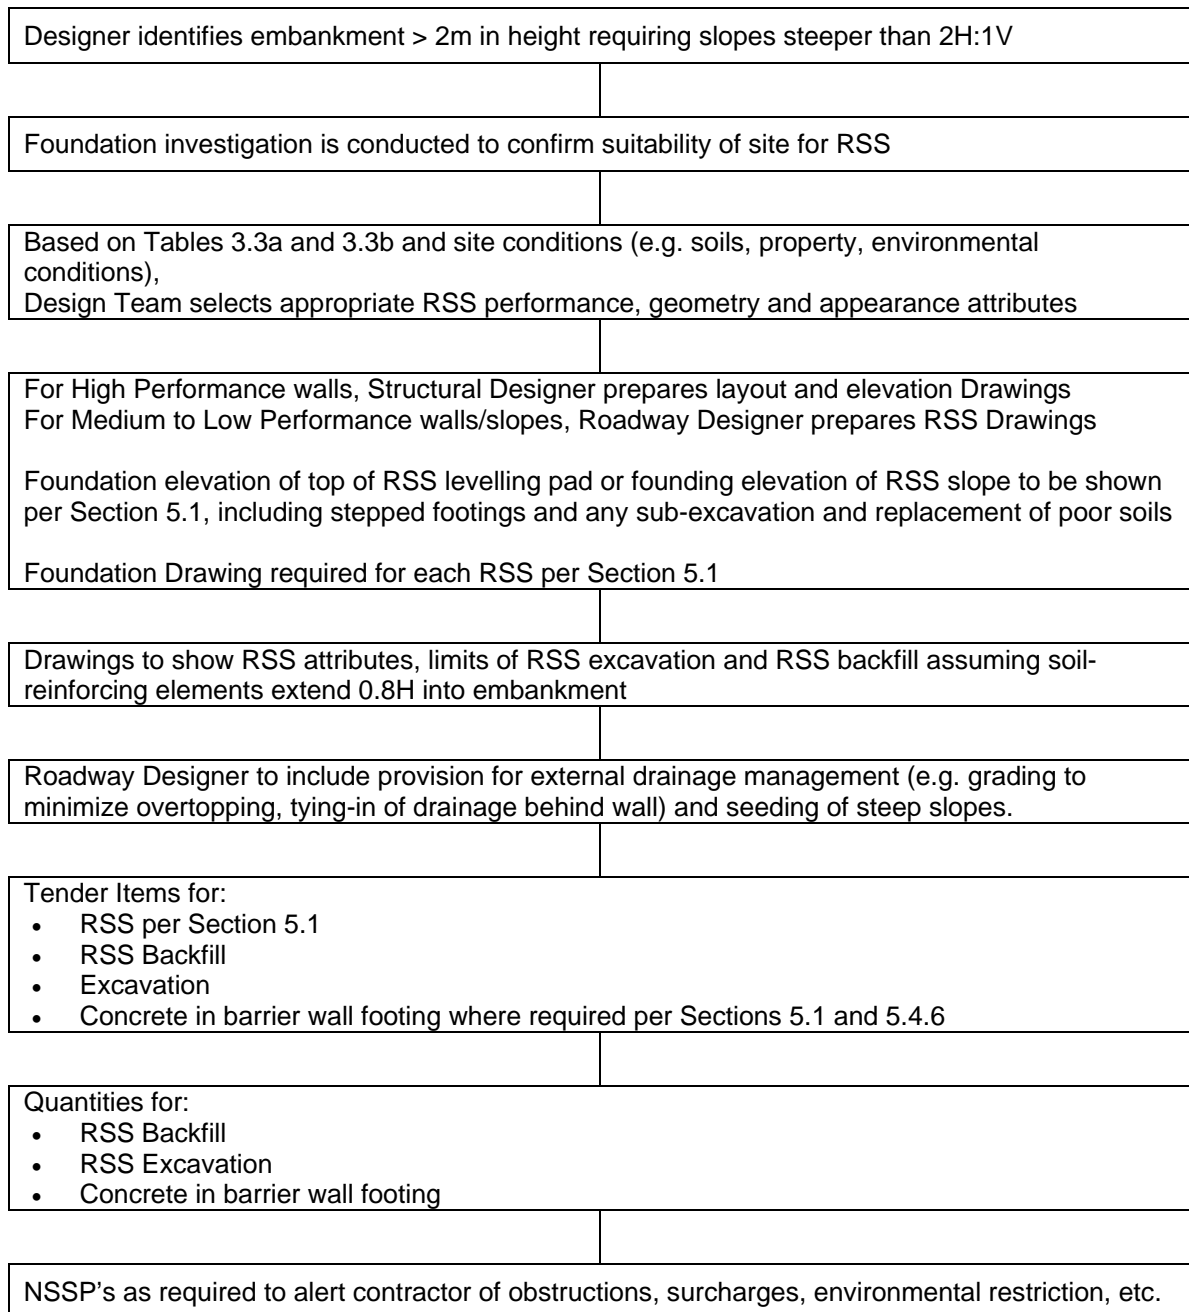 Designer identifies embankment > 2m in height requiring slopes steeper than 2H:1V
Foundation investigation is conducted to confirm suitability of site for RSS
Based on Tables 3.3a and 3.3b and site conditions (e.g. soils, property, environmental
conditions),
Design Team selects appropriate RSS performance, geometry and appearance attributes
For High Performance walls, Structural Designer prepares layout and elevation Drawings
For Medium to Low Performance walls/slopes, Roadway Designer prepares RSS Drawings
Foundation elevation of top of RSS levelling pad or founding elevation of RSS slope to be shown
per Section 5.1, including stepped footings and any sub-excavation and replacement of poor soils
Foundation Drawing required for each RSS per Section 5.1
Drawings to show RSS attributes, limits of RSS excavation and RSS backfill assuming soil-
reinforcing elements extend 0.8H into embankment
Roadway Designer to include provision for external drainage management (e.g. grading to
minimize overtopping, tying-in of drainage behind wall) and seeding of steep slopes.
Tender Items for:
• RSS per Section 5.1
• RSS Backfill
• Excavation
• Concrete in barrier wall footing where required per Sections 5.1 and 5.4.6
Quantities for:
• RSS Backfill
• RSS Excavation
• Concrete in barrier wall footing
NSSP's as required to alert contractor of obstructions, surcharges, environmental restriction, etc.